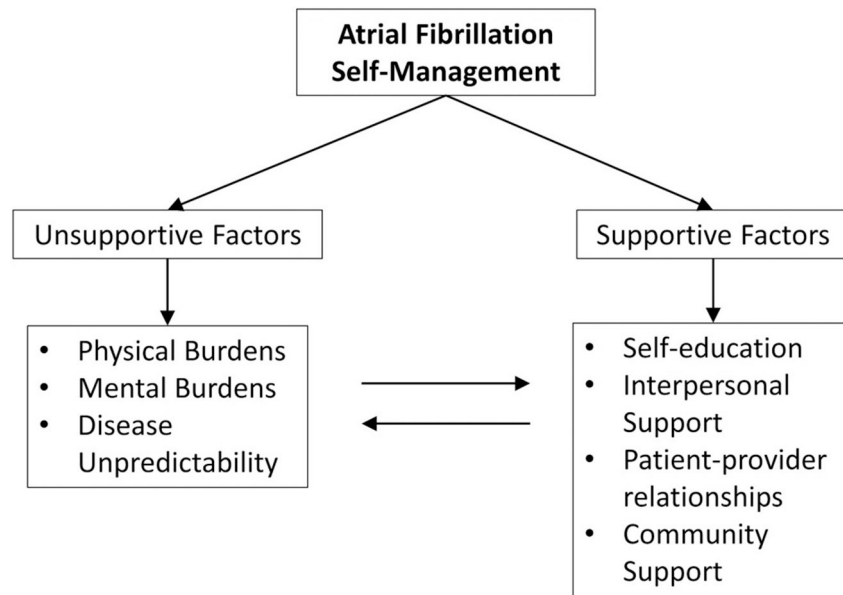 Atrial Fibrillation
Self-Management
Unsupportive Factors
Supportive Factors
• Physical Burdens
• Mental Burdens
• Disease
Unpredictability
• Self-education
• Interpersonal
Support
• Patient-provider
relationships
• Community
Support